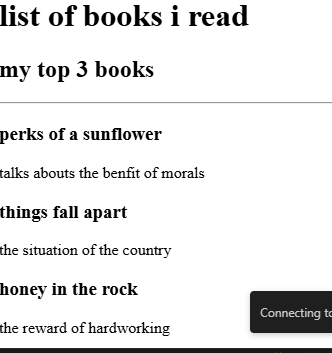 list of books i read
my top 3 books
perks of a sunflower
talks abouts the benfit of morals
things fall apart
the situation of the country
honey in the rock
the reward of hardworking
Connecting to